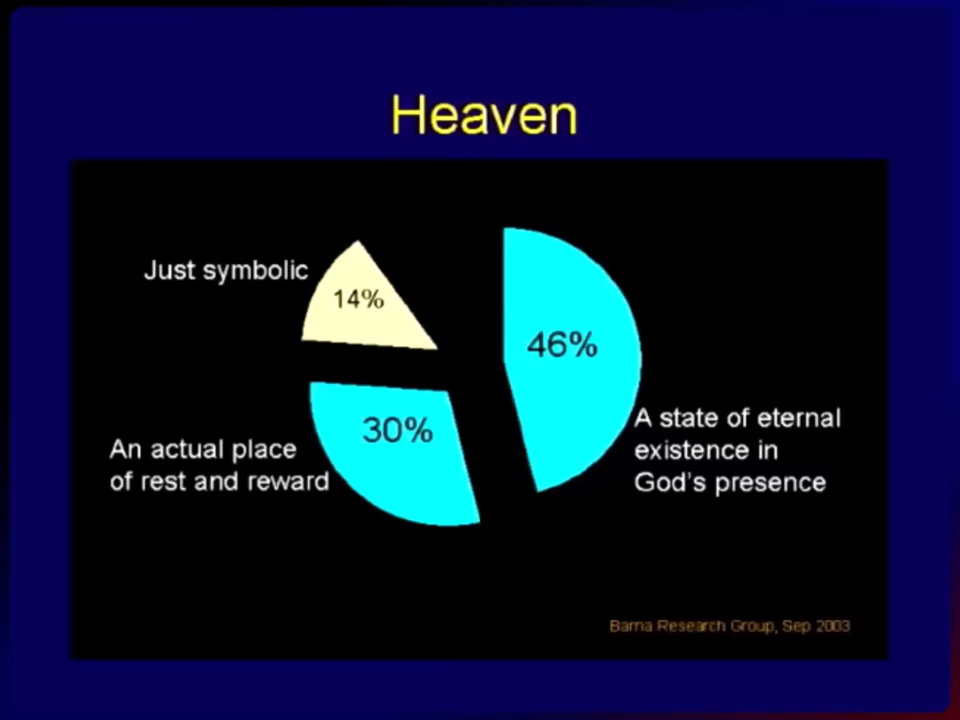 Heaven
Just symbolic
14%
46%
30%
A state of eternal
existence in
God's presence
An actual place
of rest and reward
Barna Research Group, Sep 2003